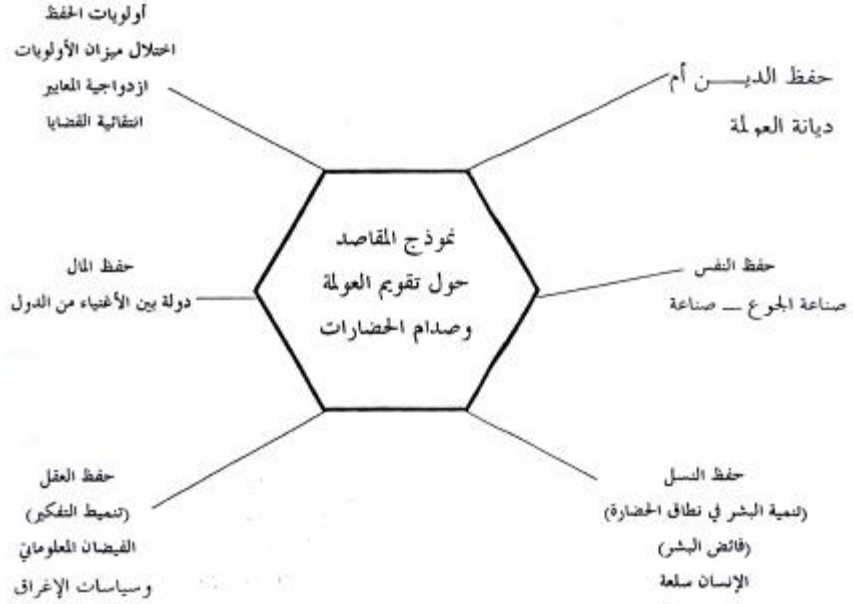 أولويات الحفظ
اختلال ميزان الأولويات
ازدواجية المعايير
انتقائية القضايا
حفظ الديـــن أم
ديانة العولمة
نموذج المقاصد
حول تقويم العولمة
وصدام الحضارات
حفظ النفس
صناعة الجوع – صناعة
حفظ المال
دولة بين الأغنياء من الدول
حفظ النسل
(تنمية البشر في نطاق الحضارة)
(فائض البشر)
الإنسان سلعة
حفظ العقل
(تنميط التفكير)
الفيضان المعلوماتي
وسياسات الإغراق